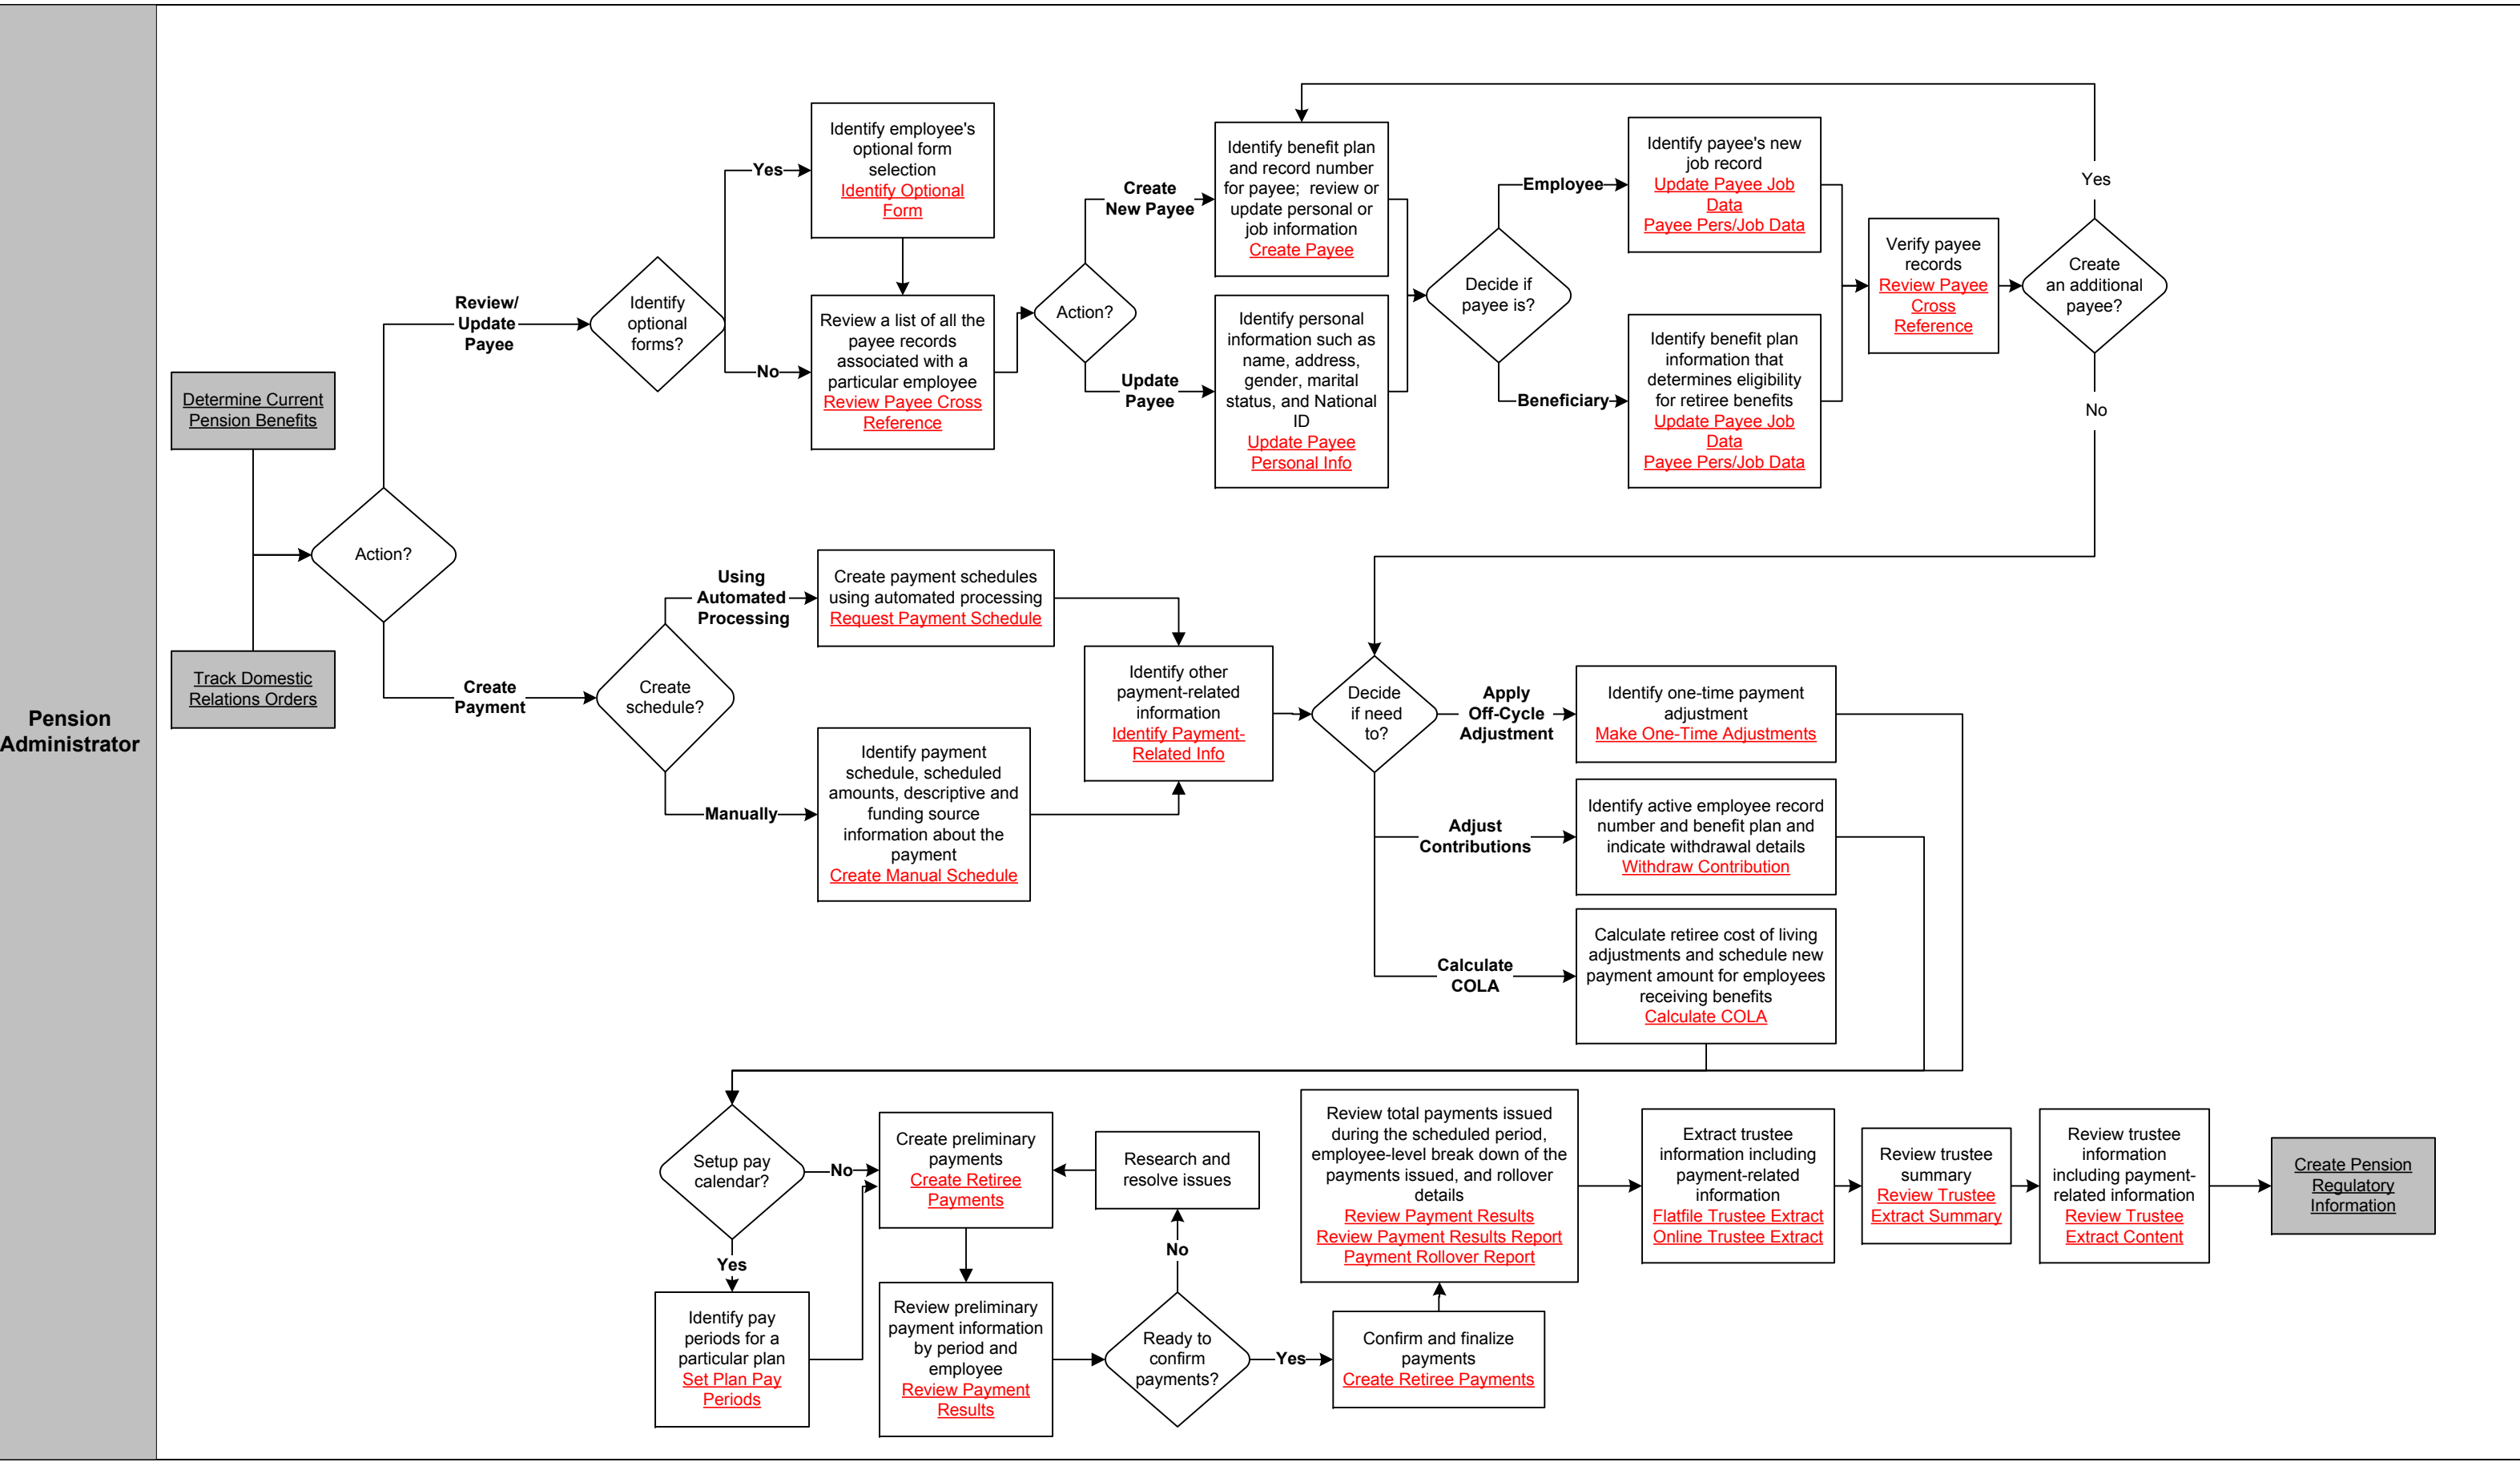 Pension
Administrator
Determine Current
Pension Benefits
Track Domestic
Relations Orders
Action?
Review/
Update
Payee
Identify
optional
forms?
Yes
Identify employee's
optional form
selection
Identify Optional
Form
No
Review a list of all the
payee records
associated with a
particular employee
Review Payee Cross
Reference
Action?
Create
New Payee
Identify benefit plan
and record number
for payee; review or
update personal or
job information
Create Payee
Update
Payee
Identify personal
information such as
name, address,
gender, marital
status, and National
ID
Update Payee
Personal Info
Decide if
payee is?
Employee
Identify payee's new
job record
Update Payee Job
Data
Payee Pers/Job Data
Beneficiary
Identify benefit plan
information that
determines eligibility
for retiree benefits
Update Payee Job
Data
Payee Pers/Job Data
Verify payee
records
Review Payee
Cross
Reference
Create
an additional
payee?
Yes
No
Create
Payment
Create
schedule?
Using
Automated
Processing
Create payment schedules
using automated processing
Request Payment Schedule
Manually
Identify payment
schedule, scheduled
amounts, descriptive and
funding source
information about the
payment
Create Manual Schedule
Identify other
payment-related
information
Identify Payment-
Related Info
Decide
if need
to?
Apply
Off-Cycle
Adjustment
Identify one-time payment
adjustment
Make One-Time Adjustments
Adjust
Contributions
Identify active employee record
number and benefit plan and
indicate withdrawal details
Withdraw Contribution
Calculate
COLA
Calculate retiree cost of living
adjustments and schedule new
payment amount for employees
receiving benefits
Calculate COLA
Setup pay
calendar?
No
Yes
Identify pay
periods for a
particular plan
Set Plan Pay
Periods
Create preliminary
payments
Create Retiree
Payments
Review preliminary
payment information
by period and
employee
Review Payment
Results
Research and
resolve issues
No
Ready to
confirm
payments?
Yes
Confirm and finalize
payments
Create Retiree Payments
Review total payments issued
during the scheduled period,
employee-level break down of the
payments issued, and rollover
details
Review Payment Results
Review Payment Results Report
Payment Rollover Report
Extract trustee
information including
payment-related
information
Flatfile Trustee Extract
Online Trustee Extract
Review trustee
summary
Review Trustee
Extract Summary
Review trustee
information
including payment-
related information
Review Trustee
Extract Content
Create Pension
Regulatory
Information